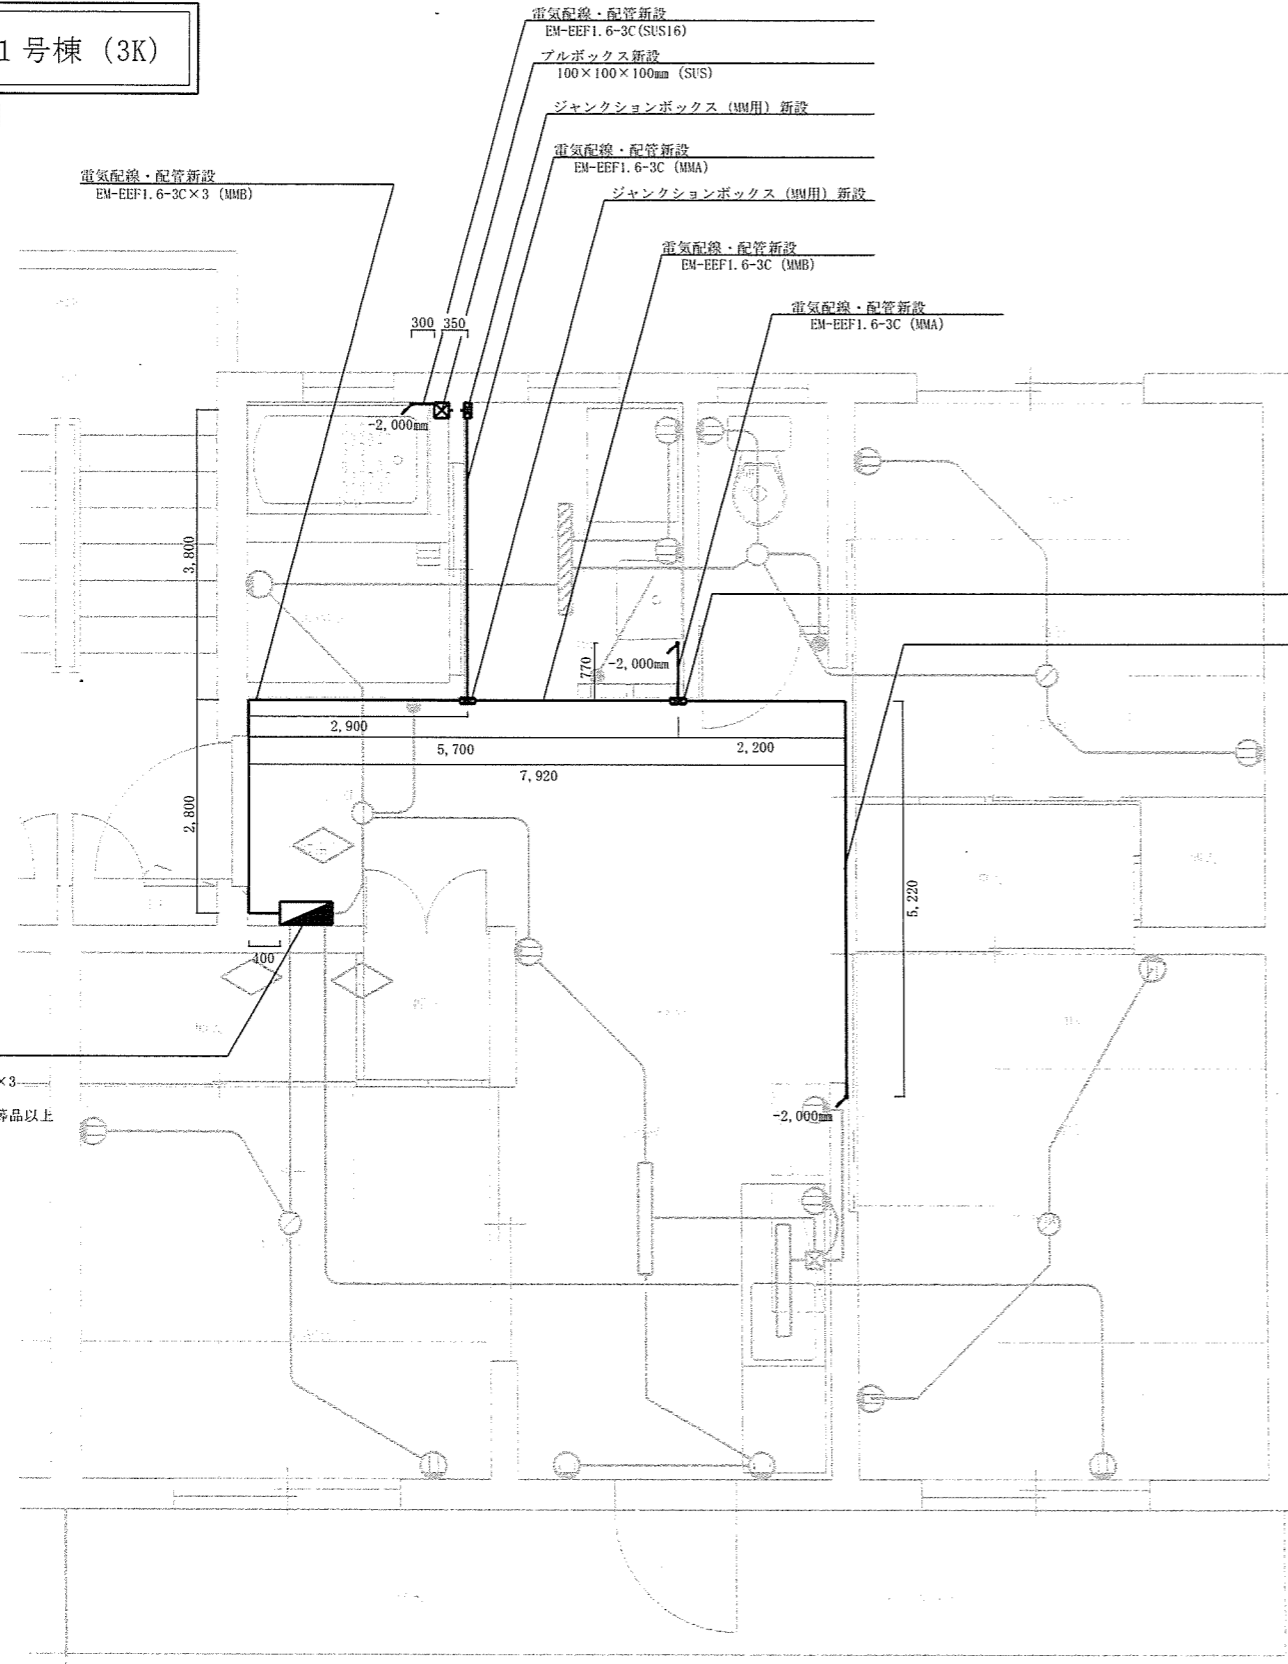 1号棟 (3K)
電気配線・配管新設
EM-EEF1.6-3C(SUS16)
プルボックス新設
100×100×100mm (SUS)
ジャンクションボックス (MM用) 新設
電気配線・配管新設
EM-EEF1.6-3C (MMA)
電気配線・配管新設
EM-EEF1.6-3C×3 (MMB)
ジャンクションボックス (MM用) 新設
電気配線・配管新設
EM-EEF1.6-3C (MMB)
電気配線・配管新設
EM-EEF1.6-3C (MMA)
300
350
-2,000mm
3,800
770
-2,000mm
2,900
5,700
2,200
7,920
2,800
5,220
400
×3
等品以上
-2,000mm